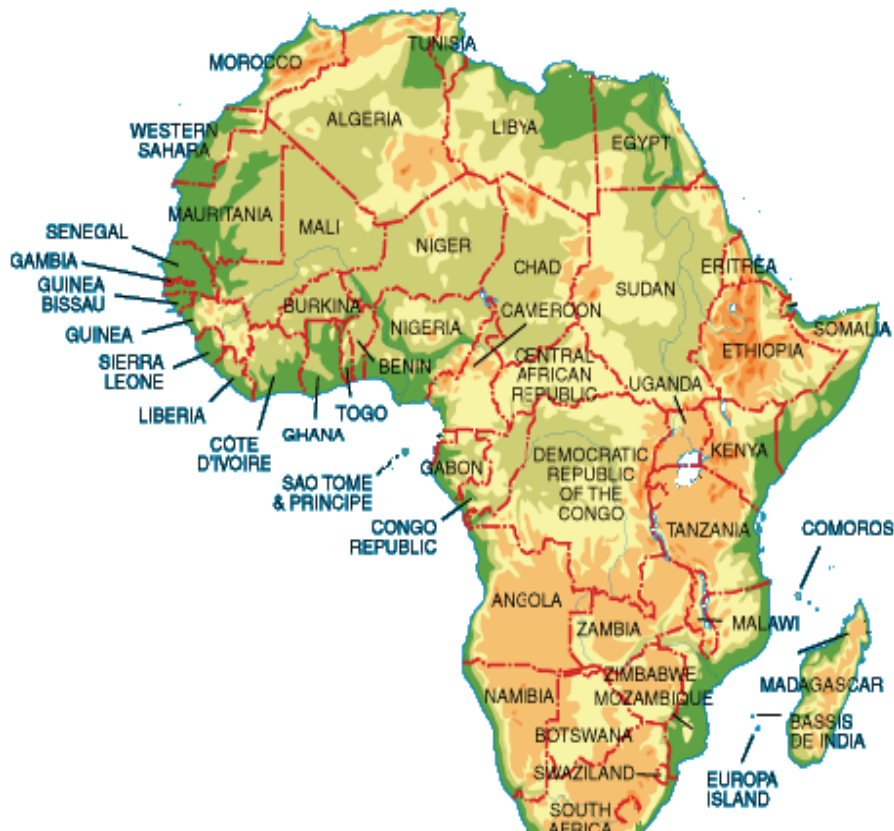 TUNISIA
MOROCCO
ALGERIA
LIBYA
EGYPT
WESTERN
SAHARA
MAURITANIA
MALI
NIGER
CHAD
SUDAN
ERITREA
SENEGAL
GAMBIA
GUINEA
BISSAU
GUINEA
SIERRA
LEONE
LIBERIA
BURKINA
NIGERIA
BENIN
CAMEROON
CENTRAL
AFRICAN
REPUBLIC
ETHIOPIA
SOMALIA
UGANDA
CÔTE
D'IVOIRE
GHANA
TOGO
SAO TOME
& PRINCIPE
GABON
CONGO
REPUBLIC
DEMOCRATIC
REPUBLIC
OF THE
CONGO
KENYA
TANZANIA
COMOROS
ANGOLA
ZAMBIA
MALAWI
ZIMBABWE
MOZAMBIQUE
MADAGASCAR
NAMIBIA
BOTSWANA
BASSIS
DE INDIA
EUROPA
ISLAND
SWAZILAND
SOUTH
AFRICA